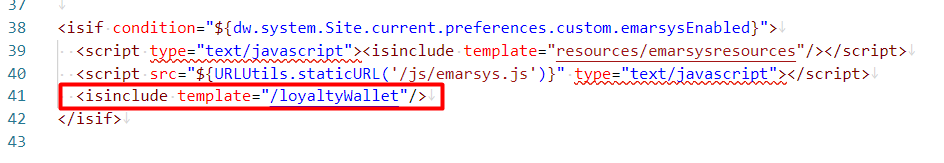 37
38 <isif condition="${dw.system.Site.current.preferences.custom.emarsysEnabled}">↓
39 <script type="text/javascript"><isinclude template="resources/emarsysresources"/></script>↓
40 <script src="${URLUtils.staticURL('/js/emarsys.js')}" type="text/javascript"></script>↓
41 <isinclude template="/loyaltyWallet"/>↓
42 </isif>↓
43